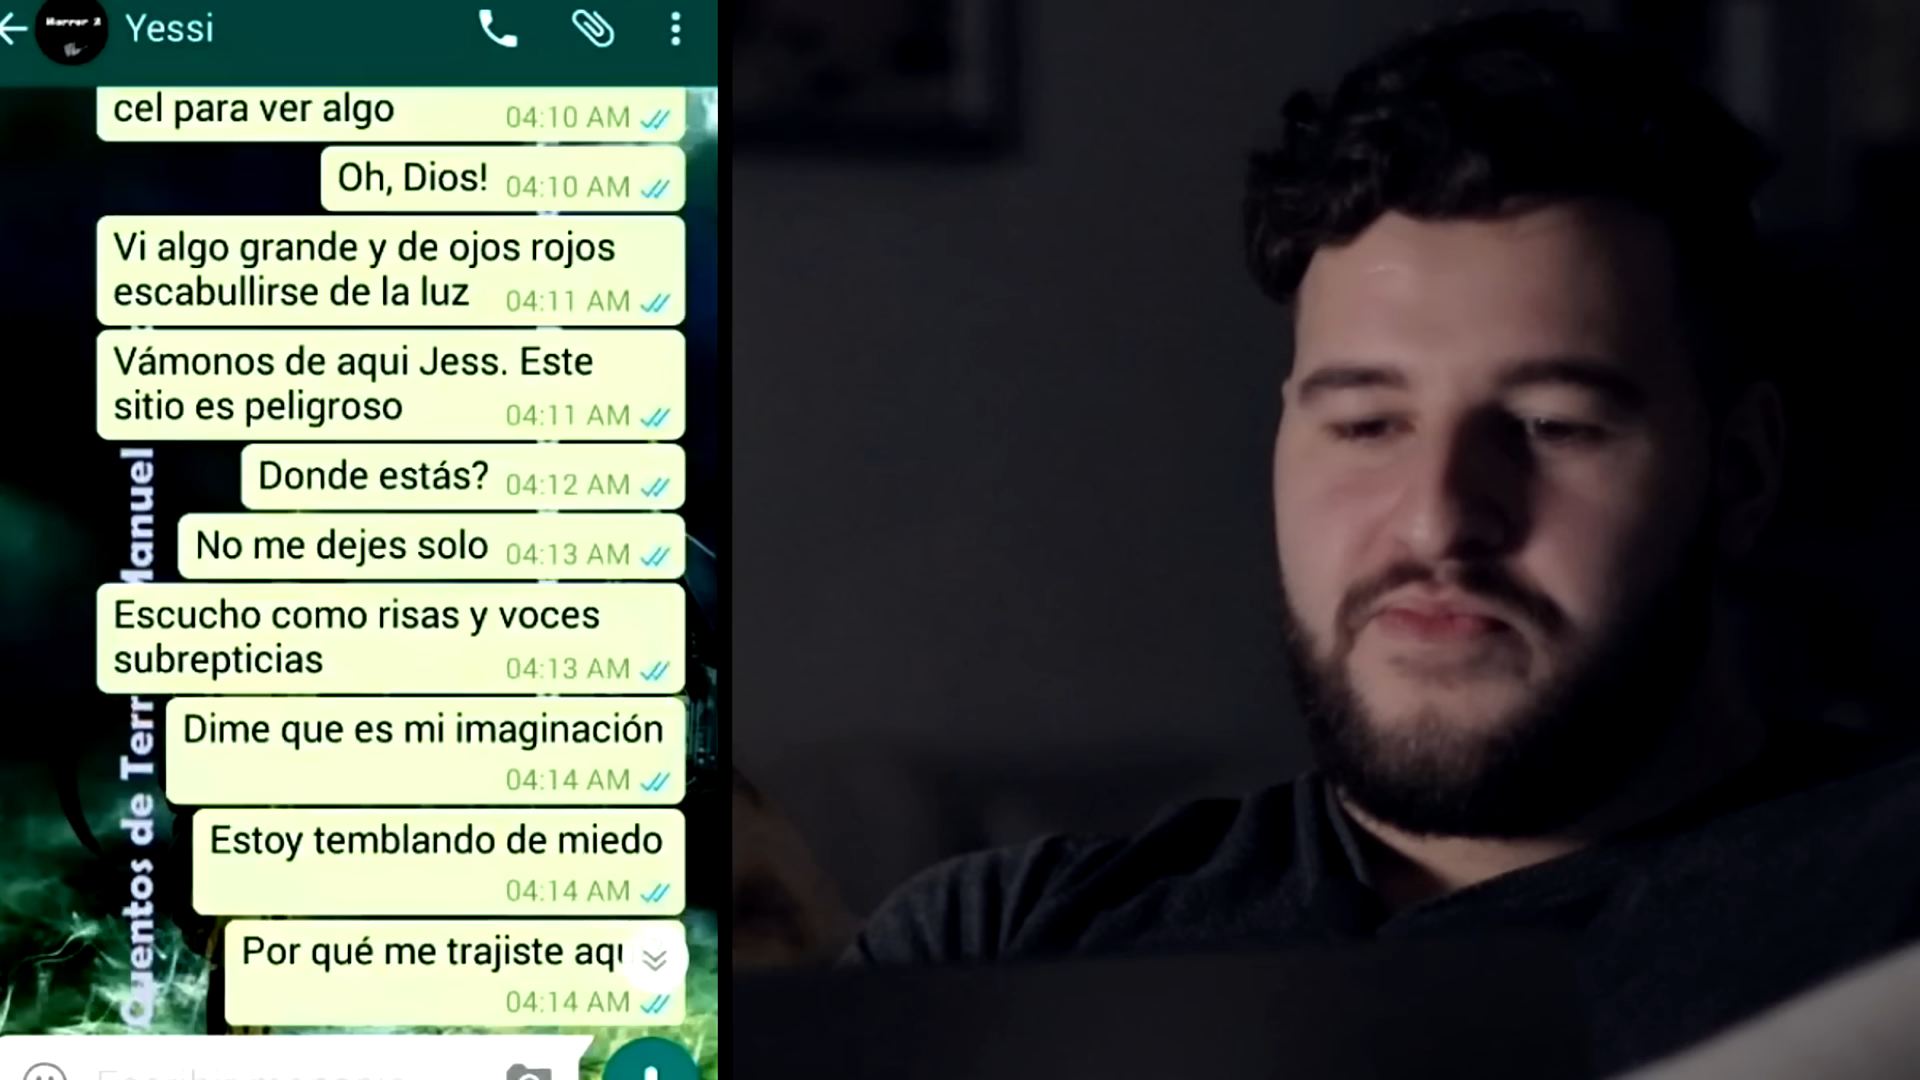 Horror 2
Yessi
cel para ver algo
04:10 AM
Oh, Dios! 04:10 AM
Vi algo grande y de ojos rojos
escabullirse de la luz 04:11 AM
Vámonos de aqui Jess. Este
sitio es peligroso 04:11 AM
Donde estás? 04:12 AM
No me dejes solo 04:13 AM
Escucho como risas y voces
subrepticias 04:13 AM
Dime que es mi imaginación
04:14 AM
Estoy temblando de miedo
04:14 AM
Por qué me trajiste
04:14 AM
Cuentos de Terr Manuel